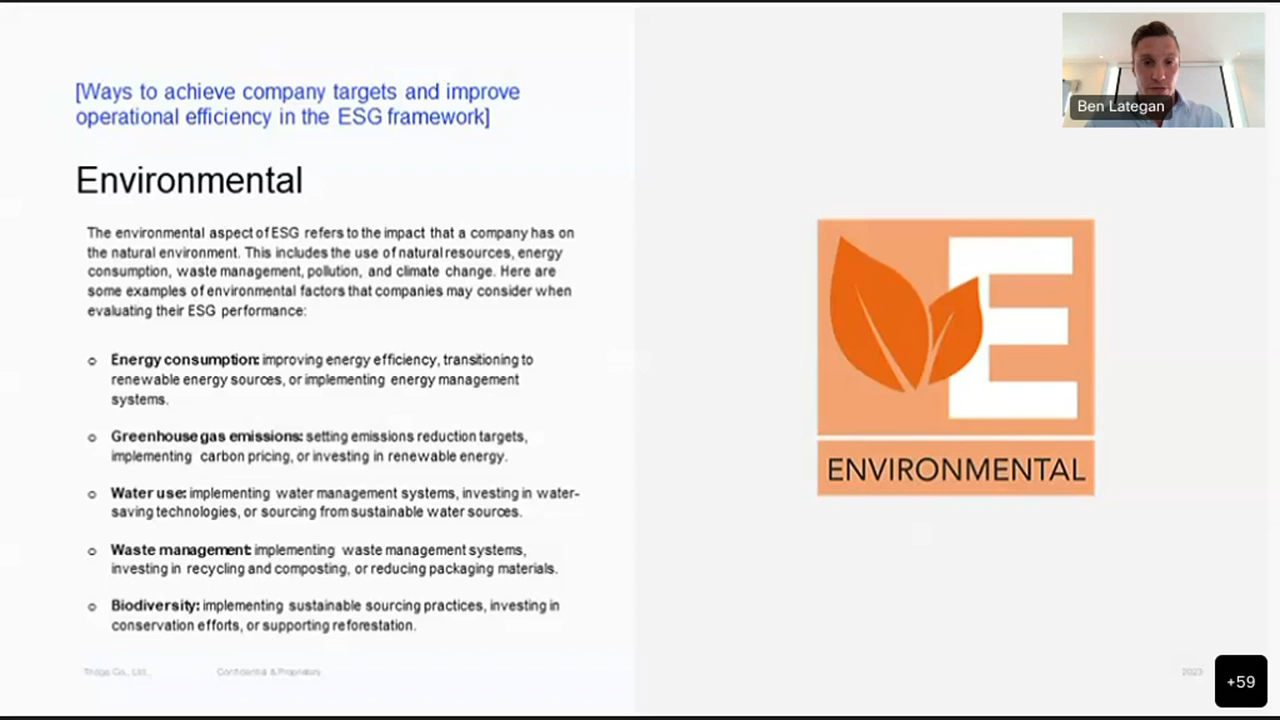 [Ways to achieve company targets and improve
operational efficiency in the ESG framework]
Environmental
The environmental aspect of ESG refers to the impact that a company has on
the natural environment. This includes the use of natural resources, energy
consumption, waste management, pollution, and climate change. Here are
some examples of environmental factors that companies may consider when
evaluating their ESG performance:
o Energy consumption: improving energy efficiency, transitioning to
renewable energy sources, or implementing energy management
systems.
o Greenhouse gas emissions: setting emissions reduction targets,
implementing carbon pricing, or investing in renewable energy.
o Water use: implementing water management systems, investing in water-
saving technologies, or sourcing from sustainable water sources.
o Waste management: implementing waste management systems,
investing in recycling and composting, or reducing packaging materials.
o Biodiversity: implementing sustainable sourcing practices, investing in
conservation efforts, or supporting reforestation.
Co., Ltd.,
Confidential & Proprietary
Ben Lategan
E
ENVIRONMENTAL
2023
+59